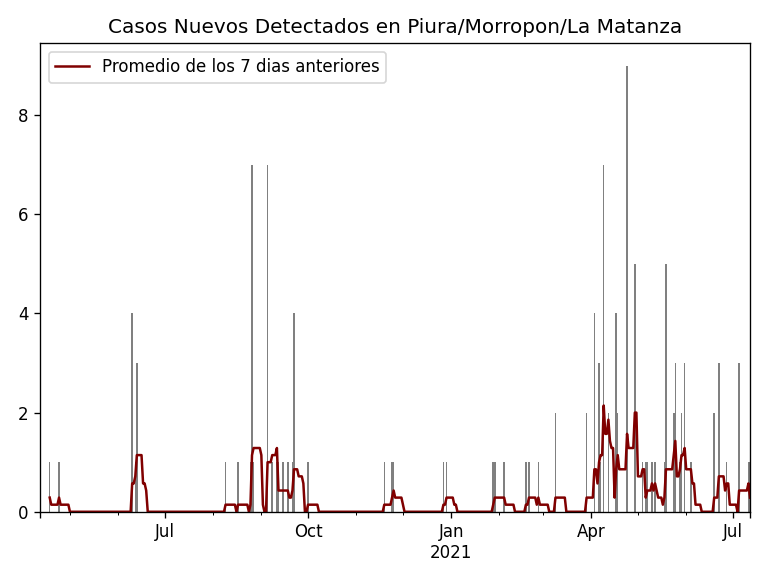 Casos Nuevos Detectados en Piura/Morropon/La Matanza
Promedio de los 7 dias anteriores
8
6
4
2
0
Jul
Oct
Jan
2021
Apr
Jul